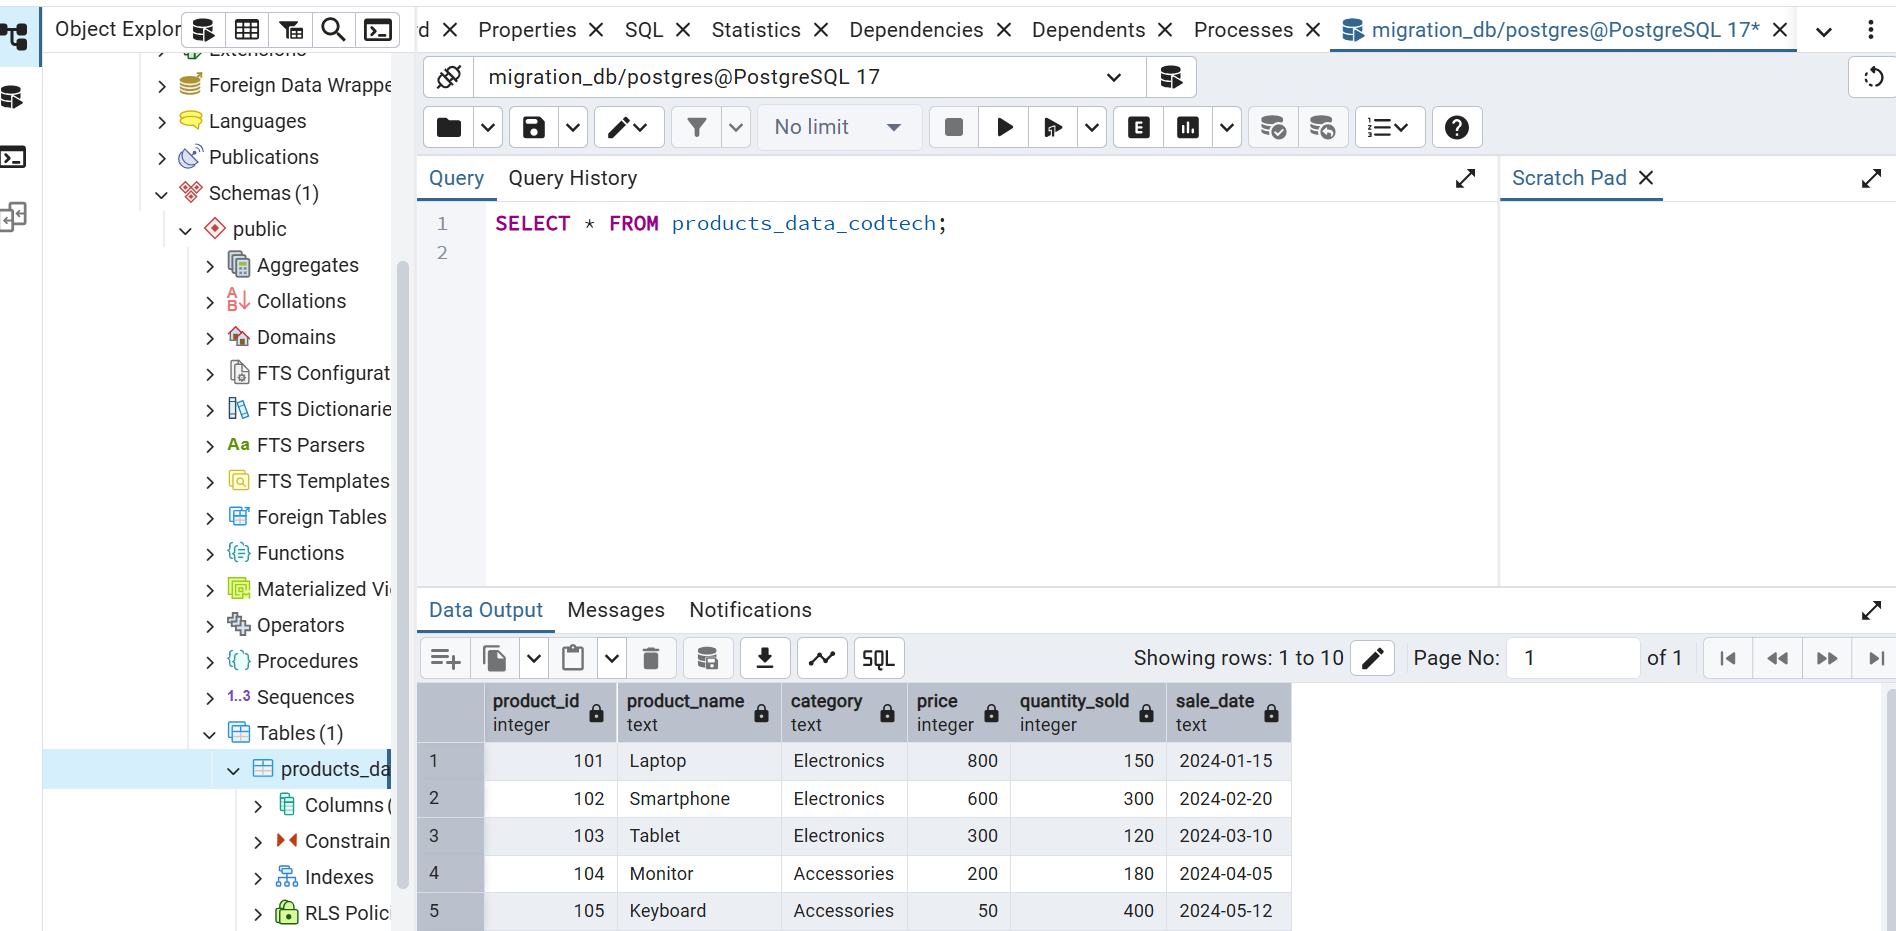 Object Explor
rd
Properties
SQL
Statistics
Dependencies
Dependents
Processes
migration_db/postgres@PostgreSQL 17*
Extensions
Foreign Data Wrappe
Languages
Publications
Schemas (1)
public
Aggregates
Collations
Domains
FTS Configurat
FTS Dictionarie
Aa FTS Parsers
FTS Templates
Foreign Tables
Functions
Materialized Vi
Operators
Procedures
1..3 Sequences
Tables (1)
products_da
Columns (
Constrain
Indexes
RLS Polic
migration_db/postgres@PostgreSQL 17
No limit
E
Query
Query History
Scratch Pad
1 SELECT * FROM products_data_codtech;
2
Data Output
Messages
Notifications
SQL
Showing rows: 1 to 10
Page No: 1 of 1
product_id product_name category price quantity_sold sale_date
integer text text integer integer text
1 101 Laptop Electronics 800 150 2024-01-15
2 102 Smartphone Electronics 600 300 2024-02-20
3 103 Tablet Electronics 300 120 2024-03-10
4 104 Monitor Accessories 200 180 2024-04-05
5 105 Keyboard Accessories 50 400 2024-05-12